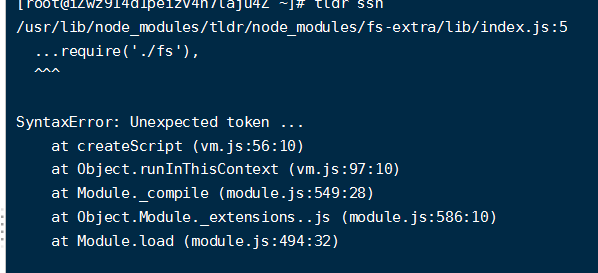 [root@iZwz914d1peizv4h7laju4Z ~]# tldr ssh
/usr/lib/node_modules/tldr/node_modules/fs-extra/lib/index.js:5
  ...require('./fs'),
  ^^^

SyntaxError: Unexpected token ...
    at createScript (vm.js:56:10)
    at Object.runInThisContext (vm.js:97:10)
    at Module._compile (module.js:549:28)
    at Object.Module._extensions..js (module.js:586:10)
    at Module.load (module.js:494:32)